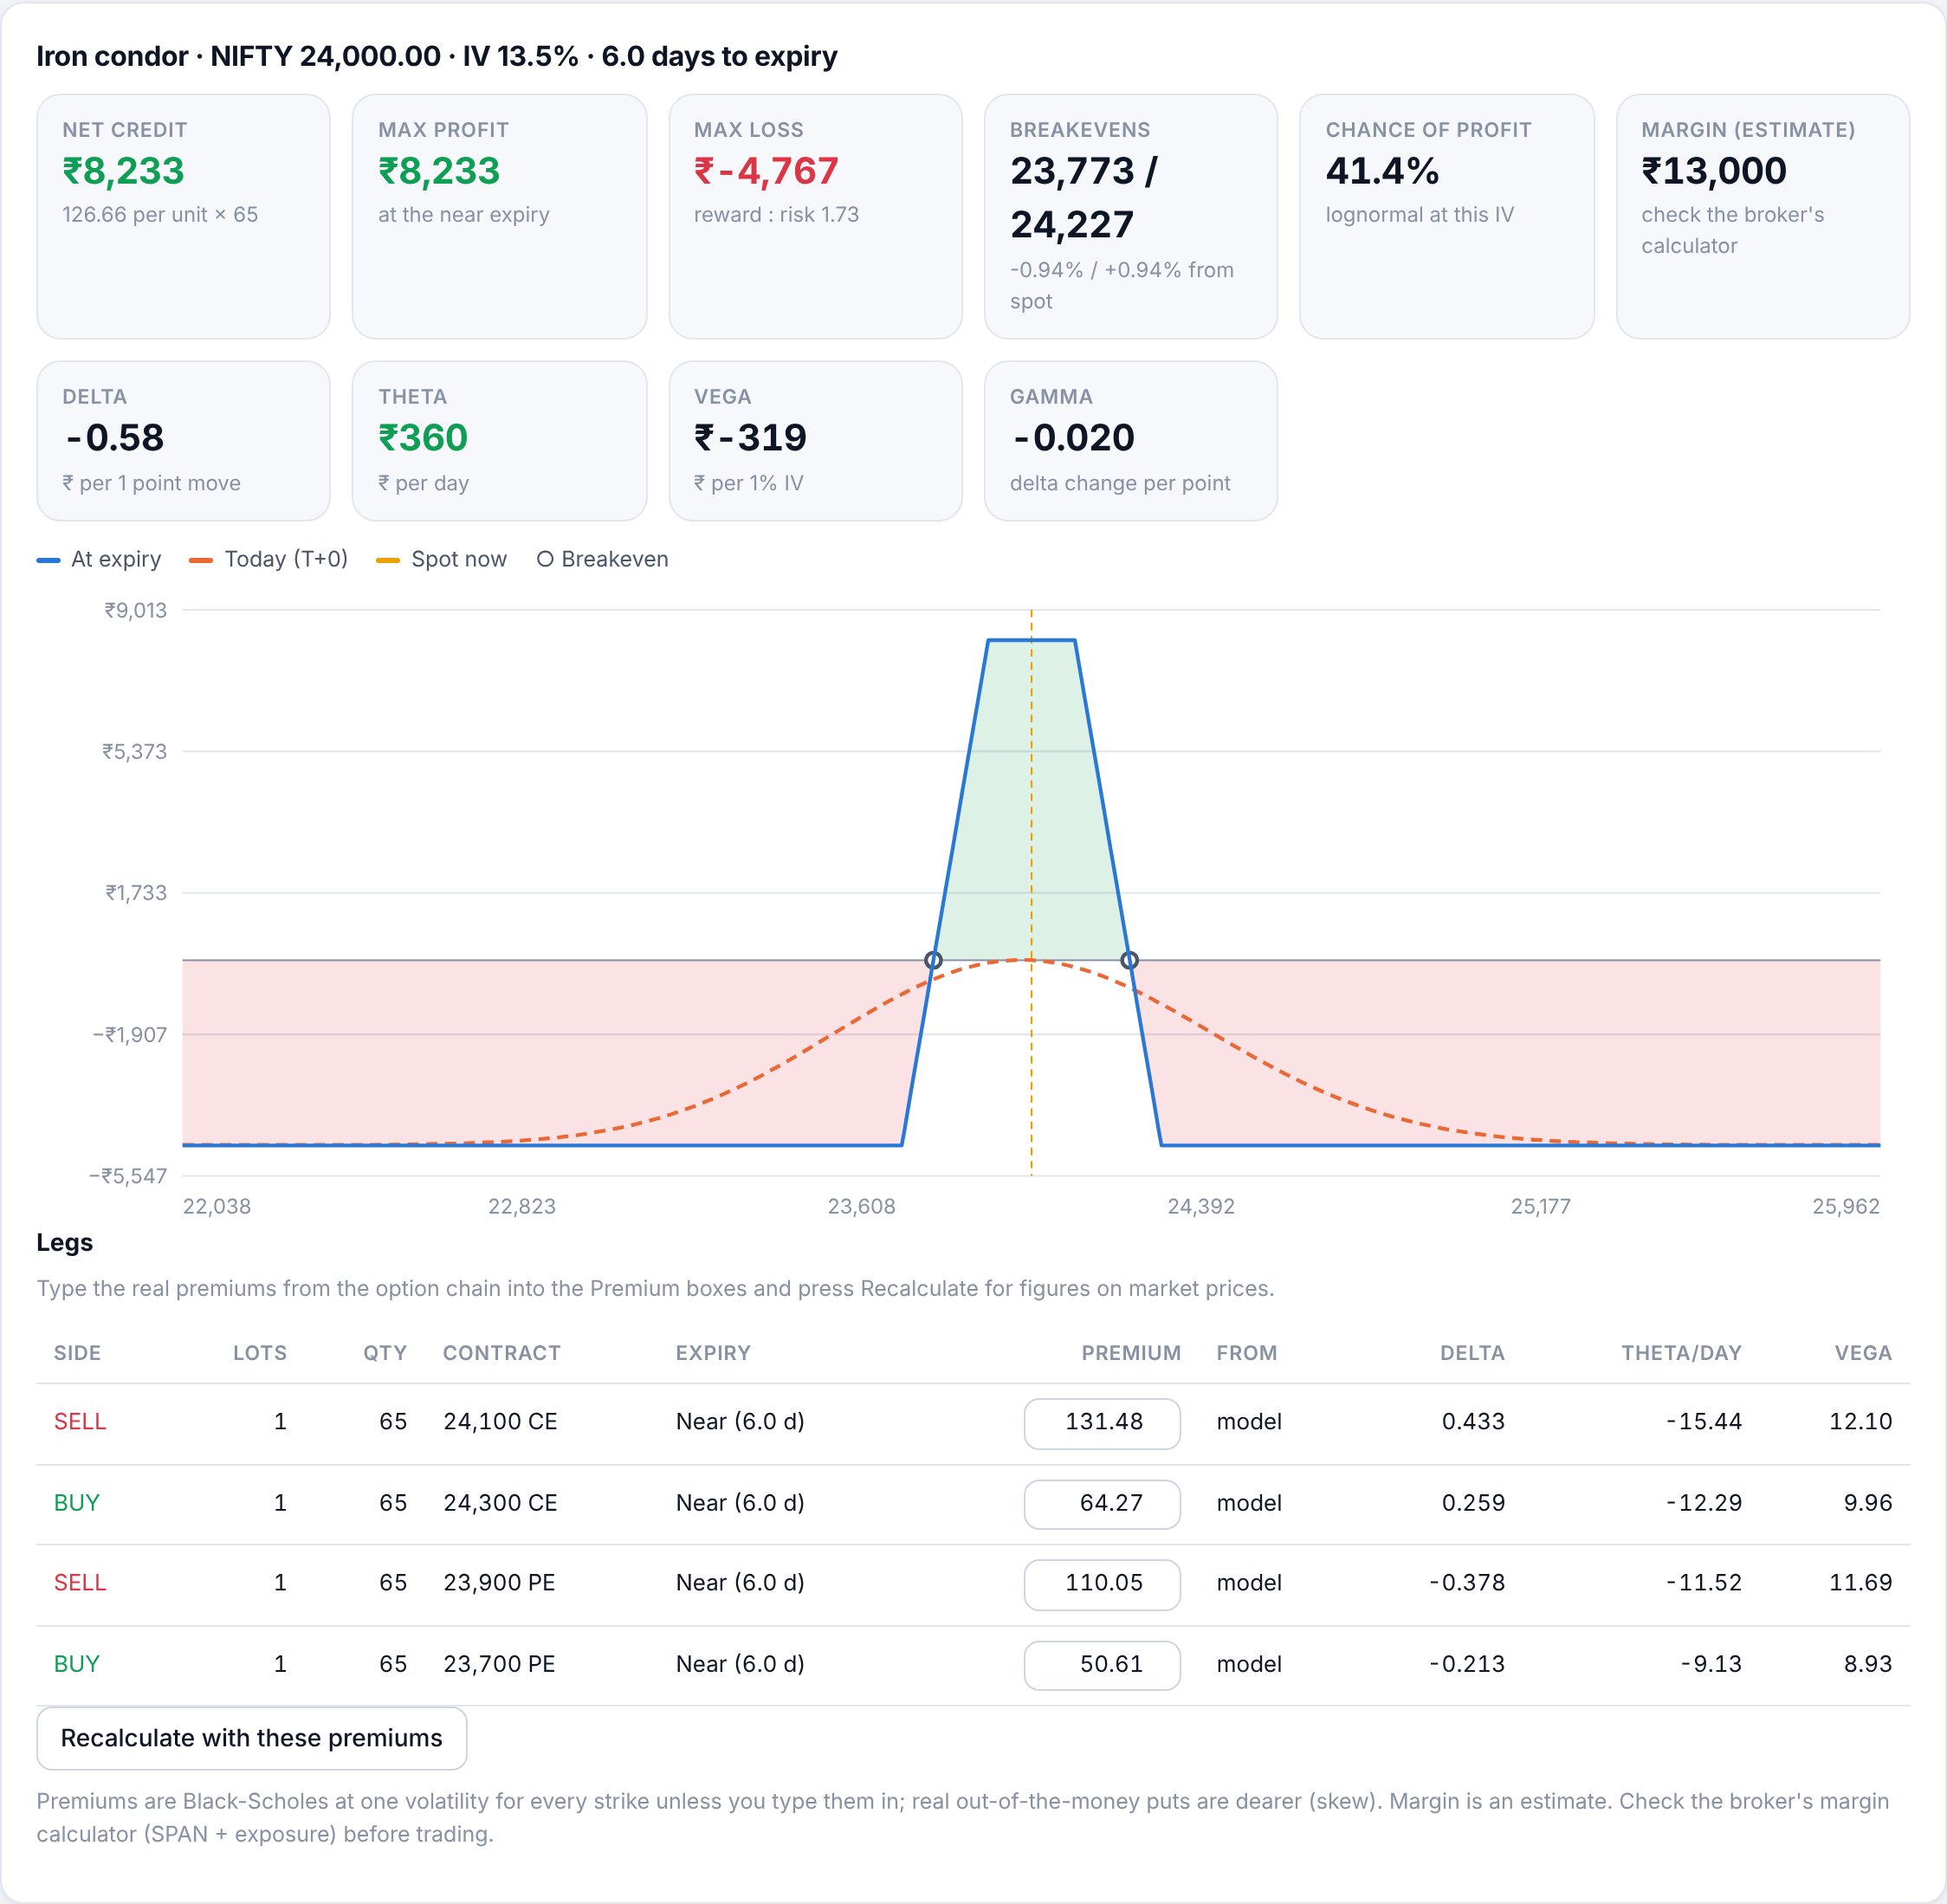 Iron condor · NIFTY 24,000.00 · IV 13.5% · 6.0 days to expiry
NET CREDIT
₹8,233
126.66 per unit × 65
MAX PROFIT
₹8,233
at the near expiry
MAX LOSS
₹-4,767
reward : risk 1.73
BREAKEVENS
23,773 /
24,227
-0.94% / +0.94% from
spot
CHANCE OF PROFIT
41.4%
lognormal at this IV
MARGIN (ESTIMATE)
₹13,000
check the broker's
calculator
DELTA
-0.58
₹ per 1 point move
THETA
₹360
₹ per day
VEGA
₹-319
₹ per 1% IV
GAMMA
-0.020
delta change per point
At expiry Today (T+0) Spot now Breakeven
₹9,013
₹5,373
₹1,733
−₹1,907
−₹5,547
22,038 22,823 23,608 24,392 25,177 25,962
Legs
Type the real premiums from the option chain into the Premium boxes and press Recalculate for figures on market prices.
SIDE LOTS QTY CONTRACT EXPIRY PREMIUM FROM DELTA THETA/DAY VEGA
SELL 1 65 24,100 CE Near (6.0 d) 131.48 model 0.433 -15.44 12.10
BUY 1 65 24,300 CE Near (6.0 d) 64.27 model 0.259 -12.29 9.96
SELL 1 65 23,900 PE Near (6.0 d) 110.05 model -0.378 -11.52 11.69
BUY 1 65 23,700 PE Near (6.0 d) 50.61 model -0.213 -9.13 8.93
Recalculate with these premiums
Premiums are Black-Scholes at one volatility for every strike unless you type them in; real out-of-the-money puts are dearer (skew). Margin is an estimate. Check the broker's margin
calculator (SPAN + exposure) before trading.